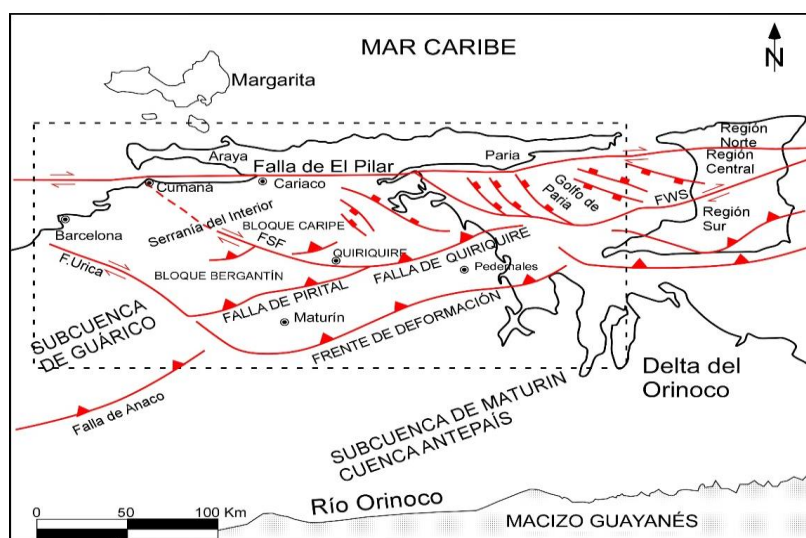 MAR CARIBE
N
Margarita
Región
Norte
Región
Central
Araya
Falla de El Pilar
Paria
Cumaná
Cariaco
Golfo de
Paria
FWS
Serranía del Interior
BLOQUE CARIPE
FSF
Región
Sur
Barcelona
QUIRIQUIRE
F.Urica
BLOQUE BERGANTÍN
FALLA DE QUIRIQUIRE
Pedernales
FALLA DE PIRITAL
SUBCUENCA
DE GUÁRICO
Maturín
FRENTE DE DEFORMACIÓN
Delta del
Orinoco
Falla de Anaco
SUBCUENCA DE MATURIN
CUENCA ANTEPAÍS
Río Orinoco
0 50 100 Km
MACIZO GUAYANÉS